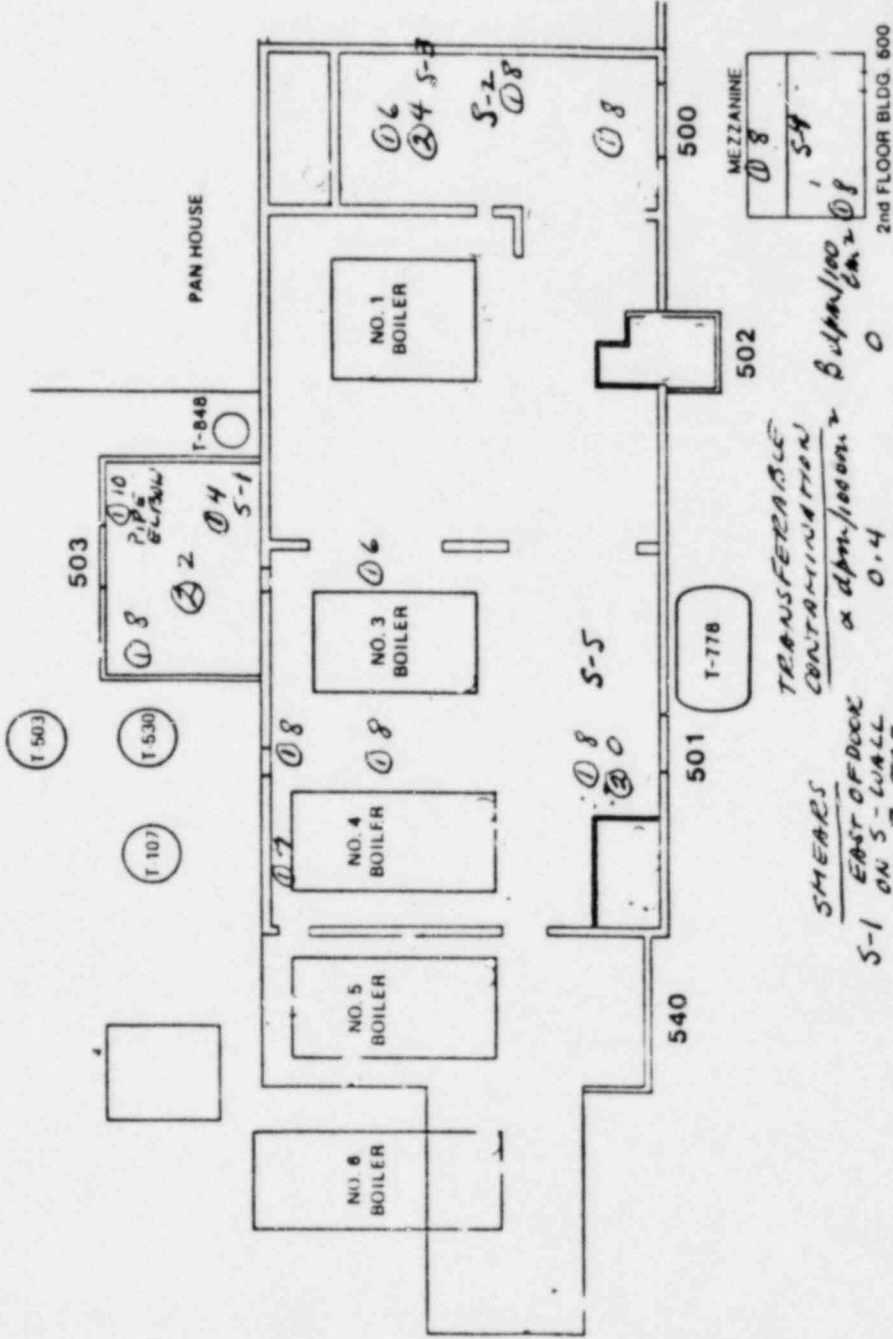 T-503
T-107
T-530
503
① 8
① 10
PIPE
ELBOW
② 2
① 4
S-1
T-848
PAN HOUSE
NO. 6
BOILER
NO. 5
BOILER
① 7
NO. 4
BOILER
① 8
① 8
NO. 3
BOILER
① 6
NO. 1
BOILER
① 6
② 4
S-3
S-2
① 8
① 8
① 8
② 0
S-5
540
501
T-778
502
500
MEZZANINE
① 8
S-4
① 8
2nd FLOOR BLDG. 600
SMEARS
TRANSFERABLE
CONTAMINATION
α dpm/100cm²
β dpm/100
cm²
S-1 EAST OF DOOR
ON S-WALL
0.4
0